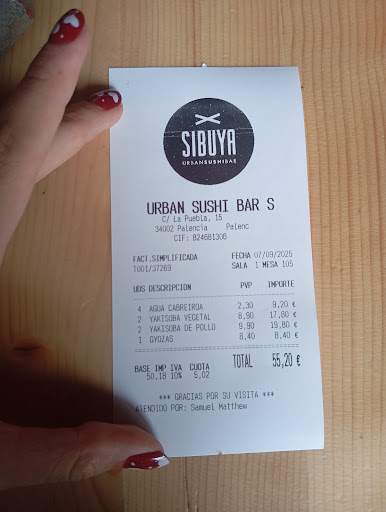 SIBUYA
URBANSUSHIBAR
URBAN SUSHI BAR S
C/ La Puebla, 15
34002 Palencia Palenc
CIF: B24681306
FACT.SIMPLIFICADA FECHA 07/09/2025
T001/37269 SALA 1 MESA 105
UDS DESCRIPCION PVP IMPORTE
4 AGUA CABREIROA 2,30 9,20 €
2 YAKISOBA VEGETAL 8,90 17,80 €
2 YAKISOBA DE POLLO 9,90 19,80 €
1 GYOZAS 8,40 8,40 €
BASE IMP IVA CUOTA TOTAL 55,20 €
50,18 10% 5,02
*** GRACIAS POR SU VISITA ***
ATENDIDO POR: Samuel Matthew